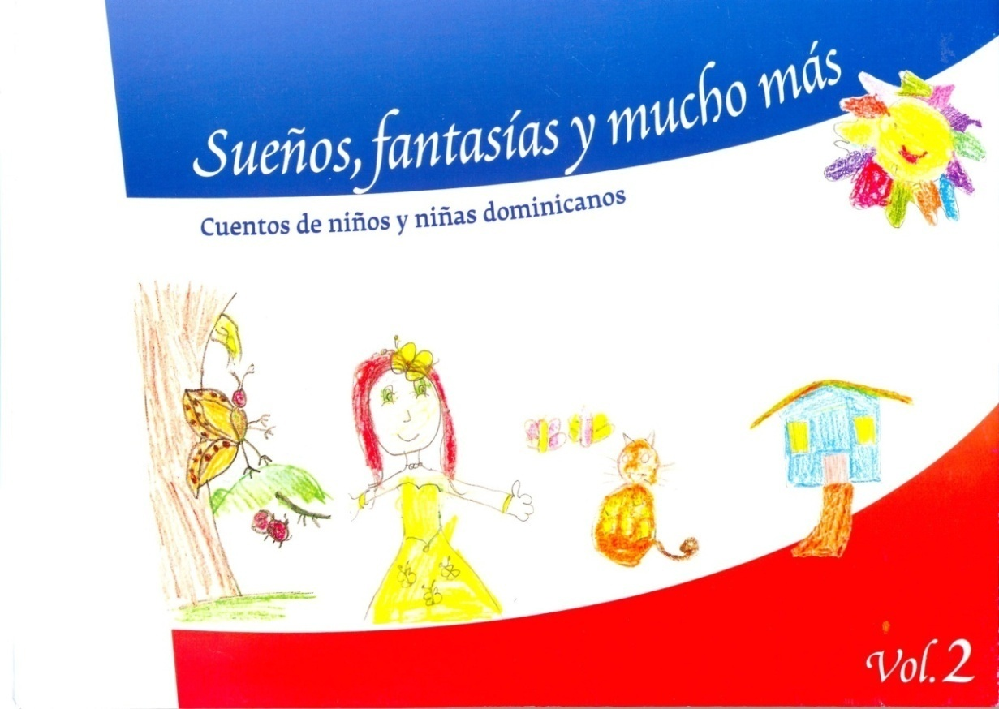 Sueños, fantasías y mucho más
Cuentos de niños y niñas dominicanos
Vol. 2